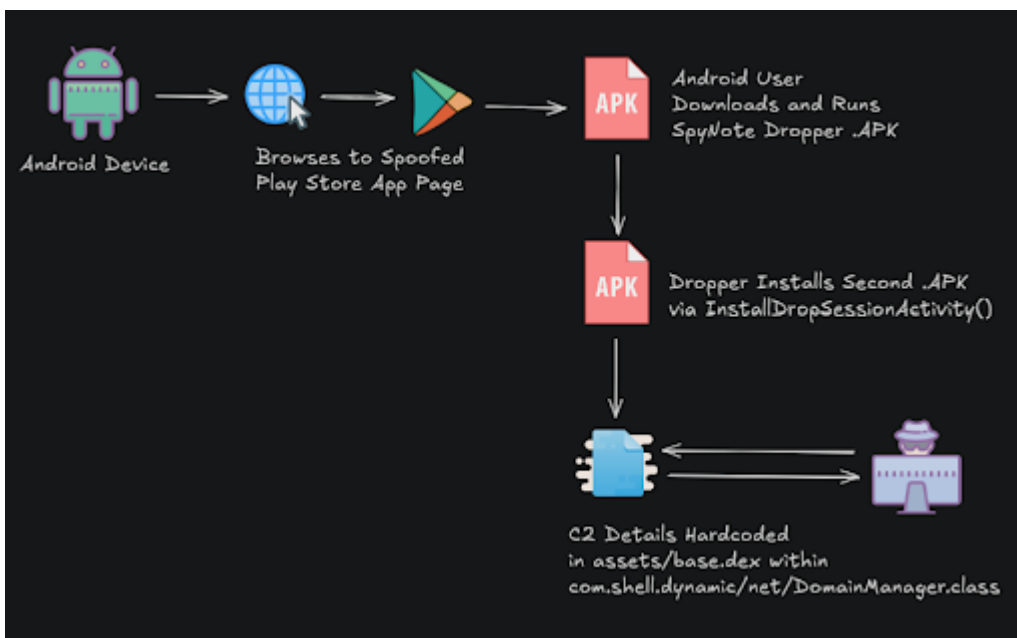 Android Device
Browses to Spoofed
Play Store App Page
APK
Android User
Downloads and Runs
SpyNote Dropper .APK
APK
Dropper Installs Second .APK
via InstallDropSessionActivity()
C2 Details Hardcoded
in assets/base.dex within
com.shell.dynamic/net/DomainManager.class